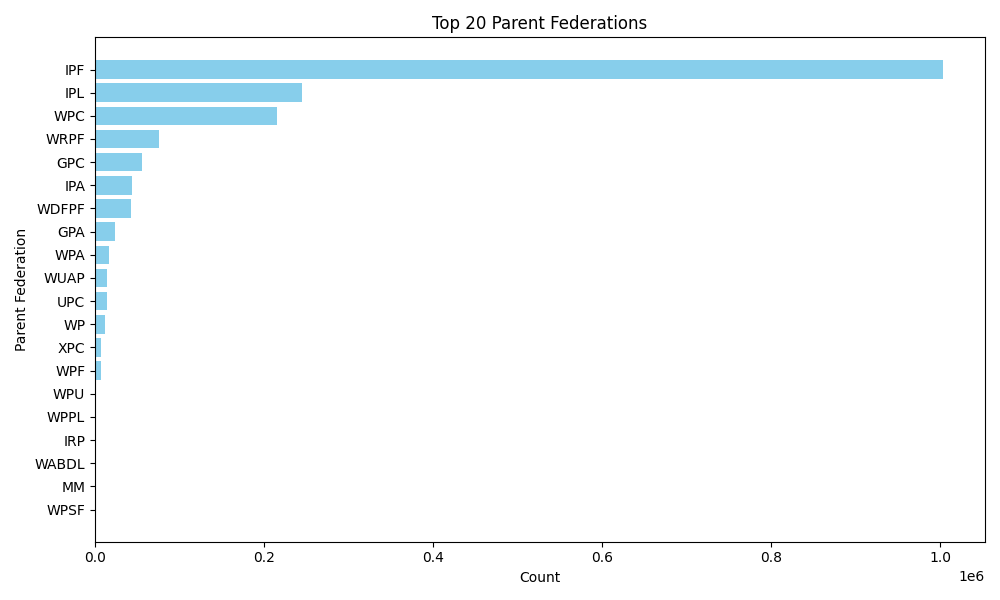 Top 20 Parent Federations
Parent Federation
IPF
IPL
WPC
WRPF
GPC
IPA
WDFPF
GPA
WPA
WUAP
UPC
WP
XPC
WPF
WPU
WPPL
IRP
WABDL
MM
WPSF
0.0 0.2 0.4 0.6 0.8 1.0
1e6
Count